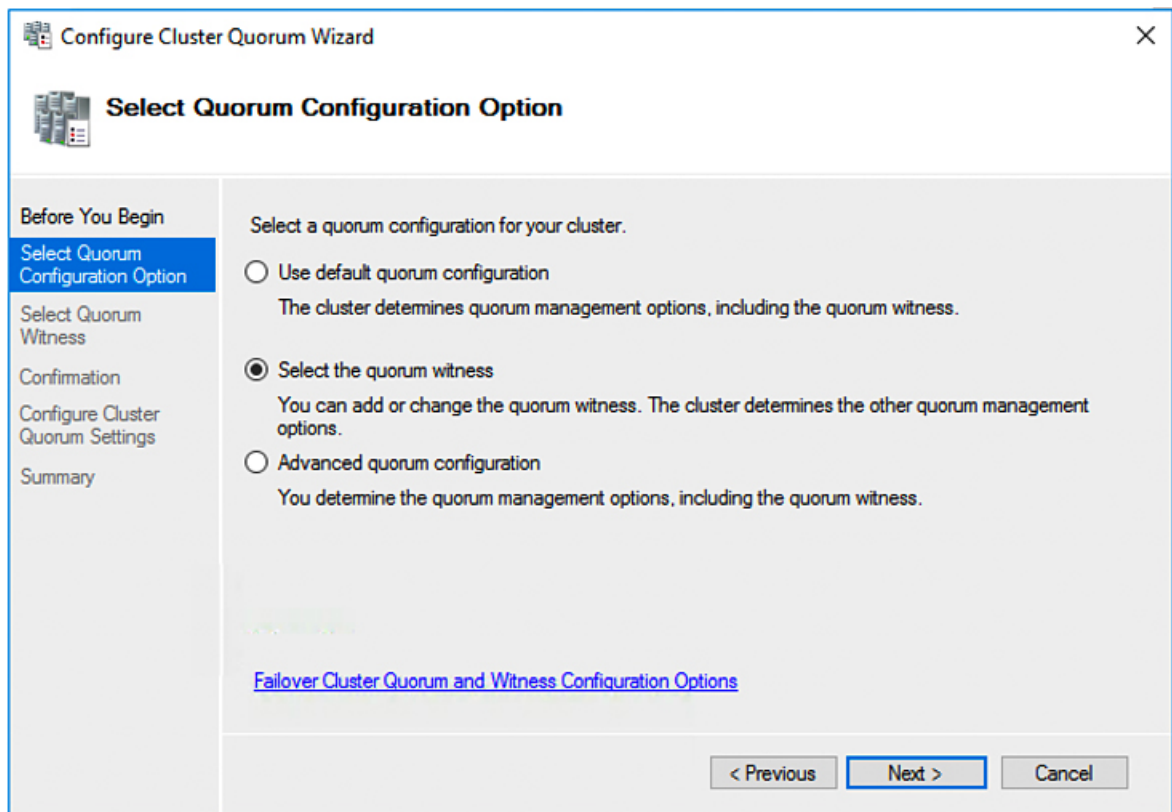 Configure Cluster Quorum Wizard
Select Quorum Configuration Option
Before You Begin
Select Quorum
Configuration Option
Select Quorum
Witness
Confirmation
Configure Cluster
Quorum Settings
Summary
Select a quorum configuration for your cluster.
Use default quorum configuration
The cluster determines quorum management options, including the quorum witness.
Select the quorum witness
You can add or change the quorum witness. The cluster determines the other quorum management
options.
Advanced quorum configuration
You determine the quorum management options, including the quorum witness.
Failover Cluster Quorum and Witness Configuration Options
< Previous
Next >
Cancel